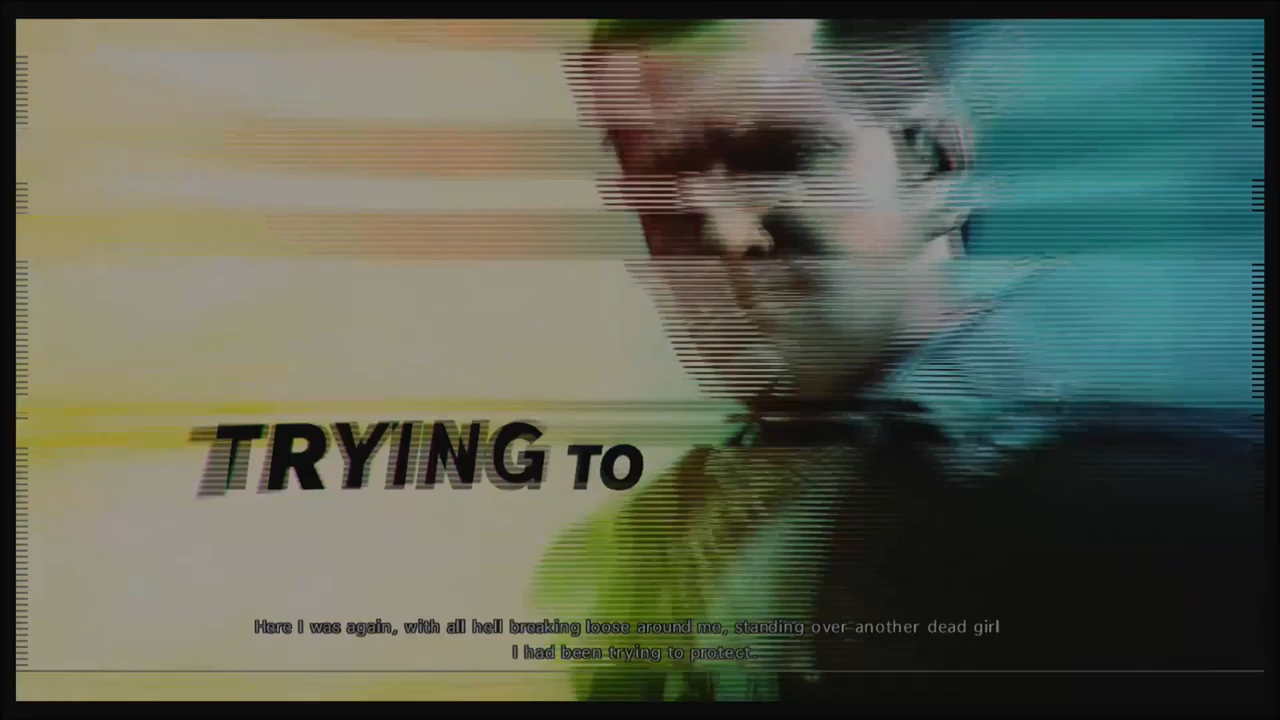 TRYING TO
Here I was again, with all hell breaking loose around me, standing over another dead girl
I had been trying to protect.